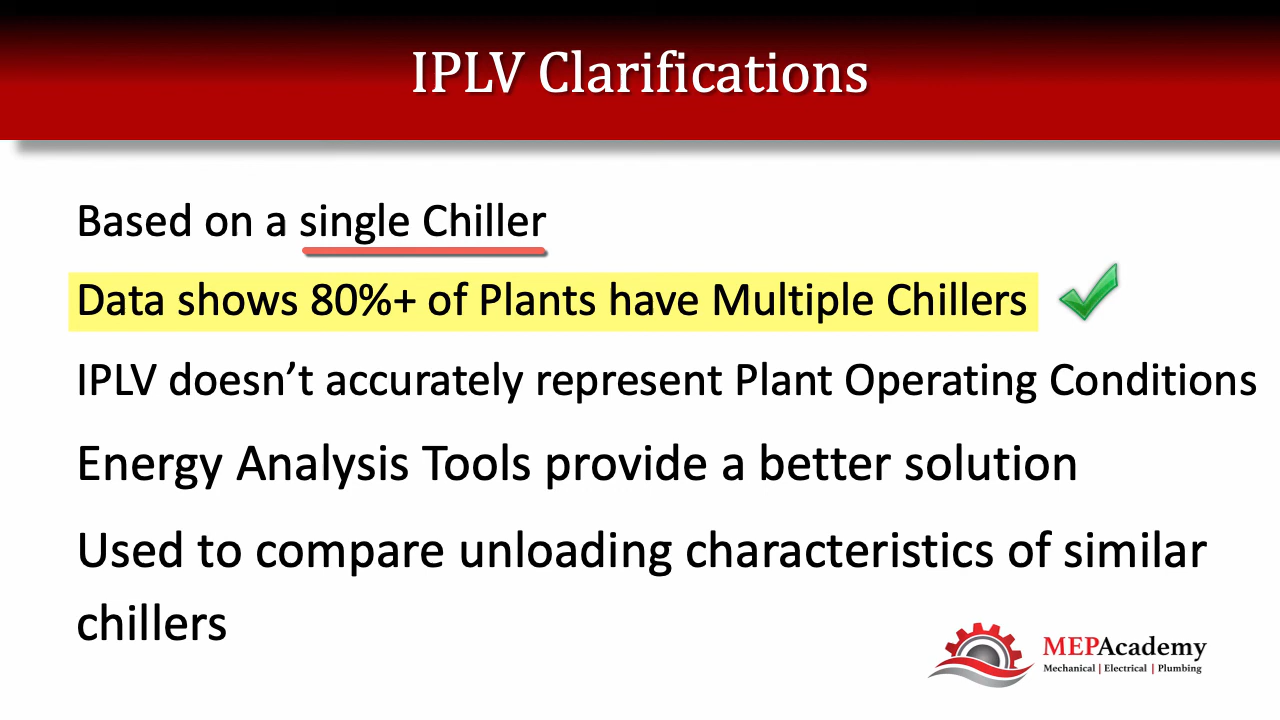 IPLV Clarifications
Based on a single Chiller
Data shows 80%+ of Plants have Multiple Chillers
IPLV doesn’t accurately represent Plant Operating Conditions
Energy Analysis Tools provide a better solution
Used to compare unloading characteristics of similar
chillers
MEPAcademy
Mechanical | Electrical | Plumbing